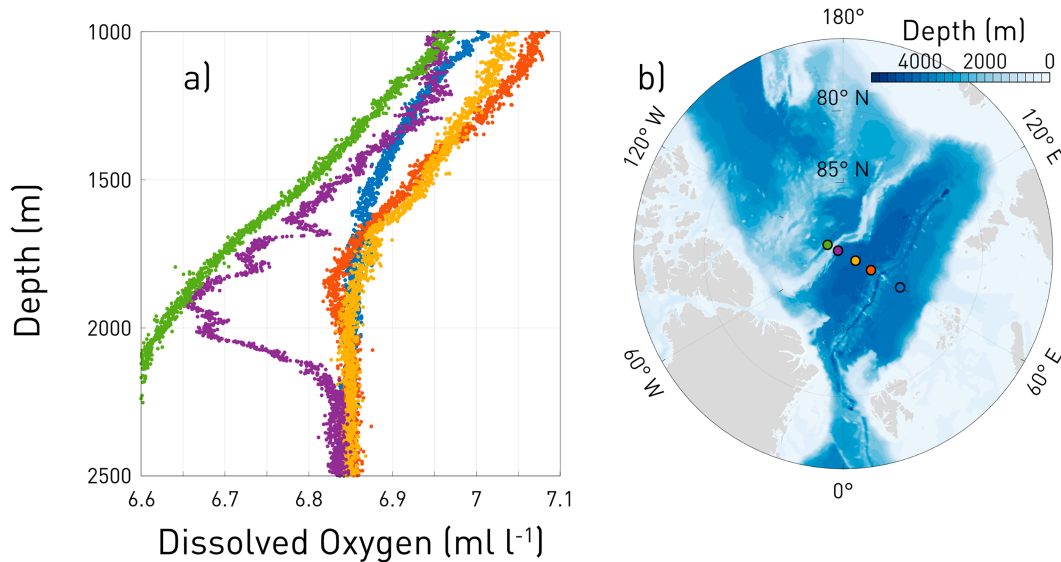 a)
1000
1500
2000
2500
Depth (m)
6.6
6.7
6.8
6.9
7
7.1
Dissolved Oxygen (ml l⁻¹)
b)
180°
Depth (m)
4000 2000 0
80° N
85° N
120° W
120° E
60° W
60° E
0°